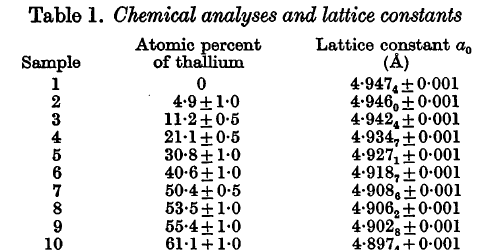 Table 1. Chemical analyses and lattice constants
Atomic percent Lattice constant a₀
Sample of thallium (Å)
1 0 4·947₄±0·001
2 4·9±1·0 4·946₀±0·001
3 11·2±0·5 4·942₄±0·001
4 21·1±0·5 4·934₇±0·001
5 30·8±1·0 4·927₁±0·001
6 40·6±1·0 4·918₇±0·001
7 50·4±0·5 4·908₆±0·001
8 53·5±1·0 4·906₂±0·001
9 55·4±1·0 4·902₈±0·001
10 61·1±1·0 4·897₄±0·001